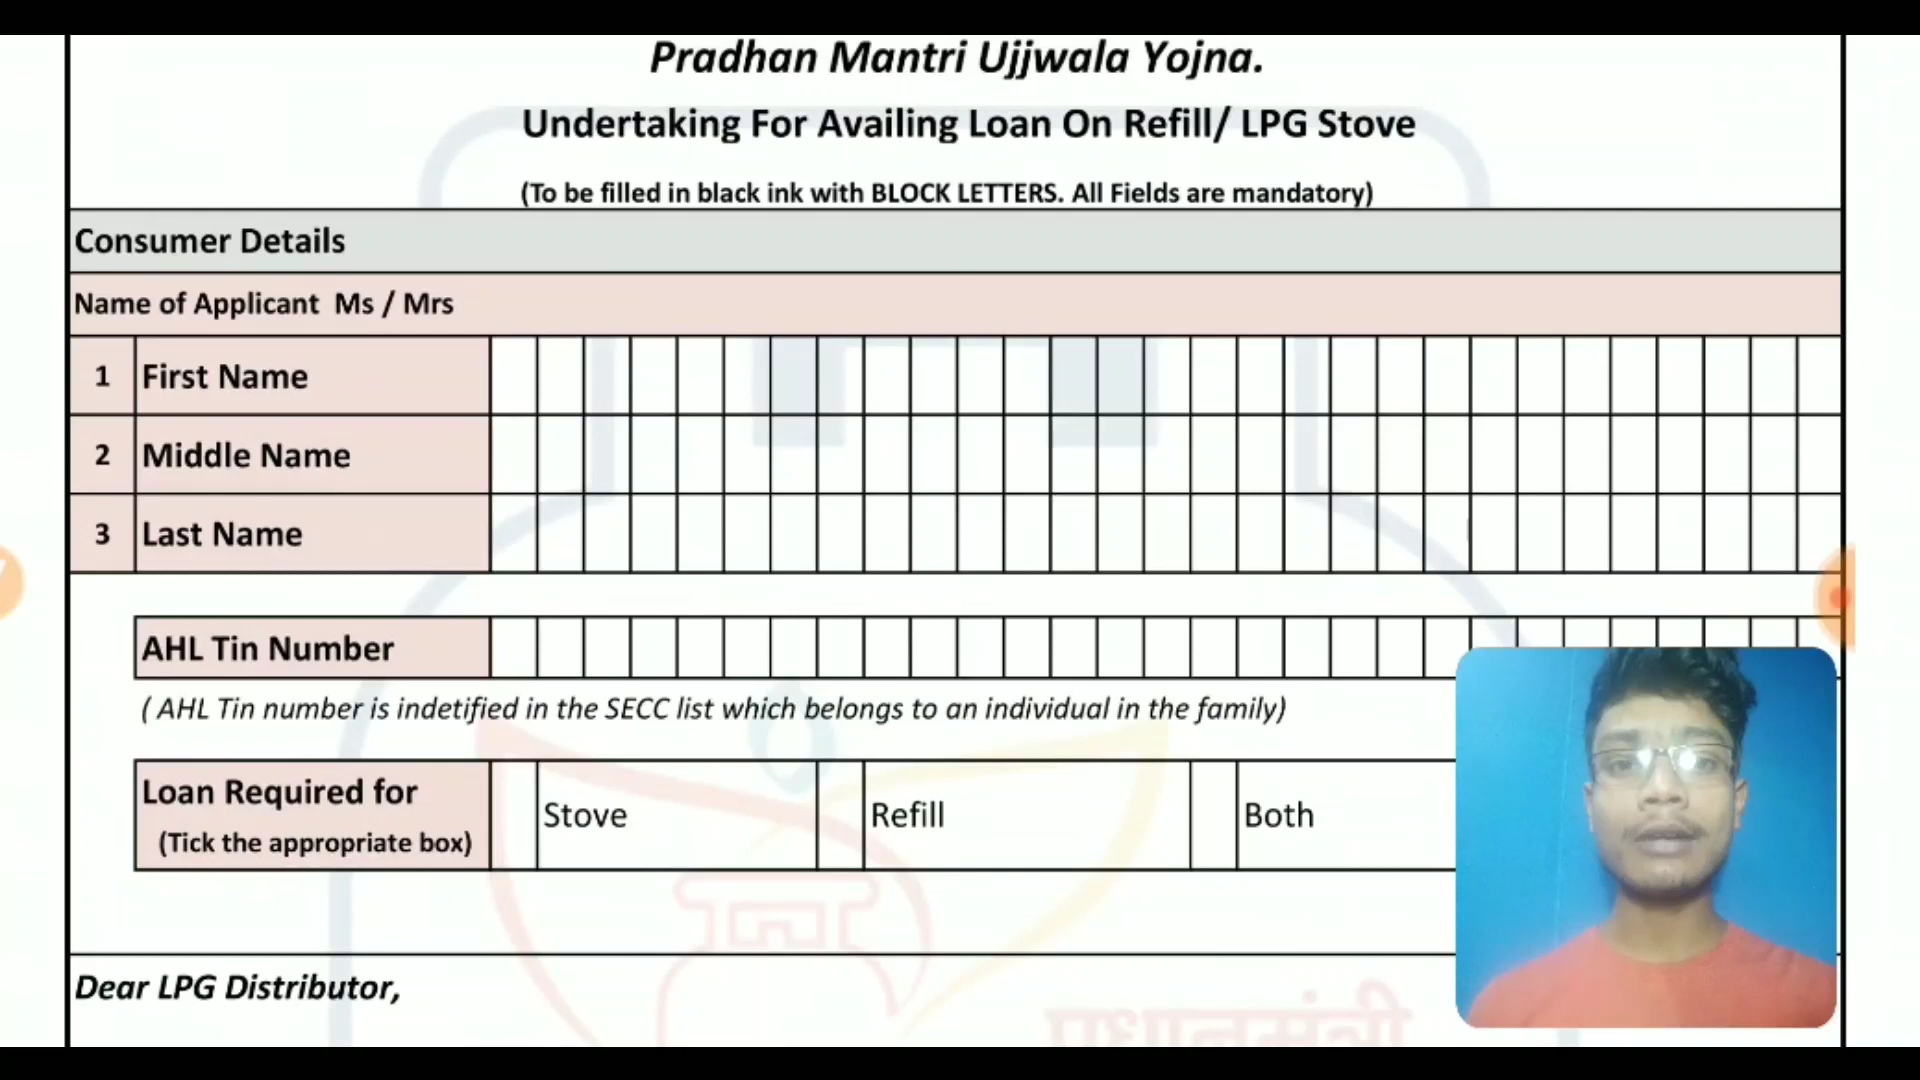 Pradhan Mantri Ujjwala Yojna.
Undertaking For Availing Loan On Refill/ LPG Stove
(To be filled in black ink with BLOCK LETTERS. All Fields are mandatory)
Consumer Details
Name of Applicant Ms / Mrs
1 First Name
2 Middle Name
3 Last Name
AHL Tin Number
( AHL Tin number is indetified in the SECC list which belongs to an individual in the family)
Loan Required for
(Tick the appropriate box)
Stove
Refill
Both
Dear LPG Distributor,
प्रधानमंत्री